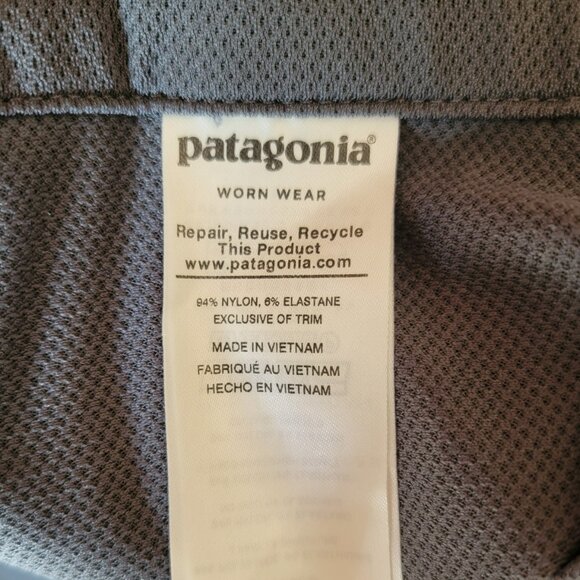 patagonia®
WORN WEAR
Repair, Reuse, Recycle
This Product
www.patagonia.com
94% NYLON, 6% ELASTANE
EXCLUSIVE OF TRIM
MADE IN VIETNAM
FABRIQUÉ AU VIETNAM
HECHO EN VIETNAM